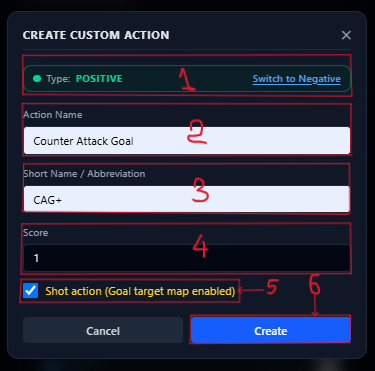 CREATE CUSTOM ACTION ×
Type: POSITIVE 1 Switch to Negative
Action Name
Counter Attack Goal 2
Short Name / Abbreviation
CAG+ 3
Score
1 4
Shot action (Goal target map enabled) 5 6
Cancel Create